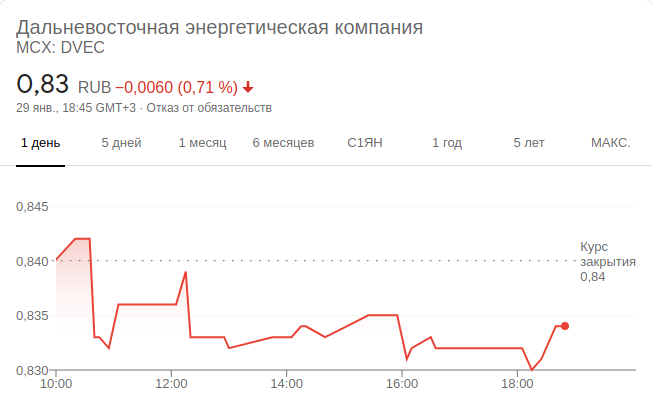 Дальневосточная энергетическая компания
MCX: DVEC
0,83 RUB −0,0060 (0,71 %)
29 янв., 18:45 GMT+3 · Отказ от обязательств
1 день 5 дней 1 месяц 6 месяцев С1ЯН 1 год 5 лет МАКС.
0,845
0,840
0,835
0,830
Курс
закрытия
0,84
10:00 12:00 14:00 16:00 18:00